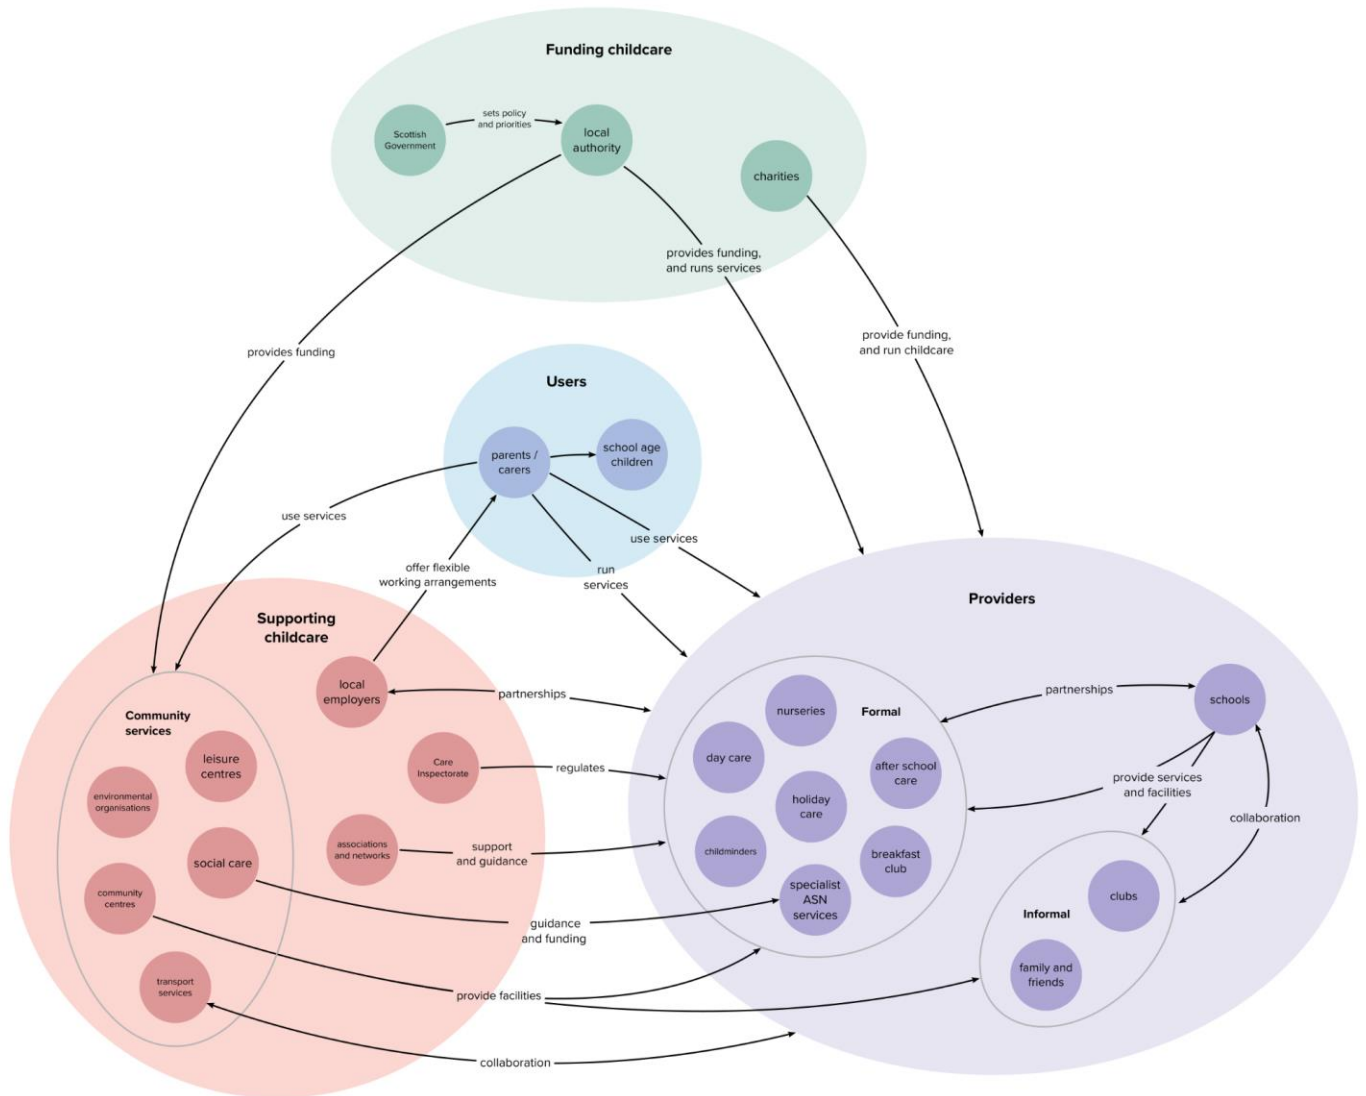 Funding childcare
Scottish
Government
sets policy
and priorities
local
authority
charities
provides funding,
and runs services
provide funding,
and run childcare
provides funding
Users
parents /
carers
school age
children
use services
use services
run
services
offer flexible
working arrangements
Supporting
childcare
local
employers
partnerships
Community
services
leisure
centres
environmental
organisations
Care
Inspectorate
regulates
associations
and networks
support
and guidance
social care
community
centres
guidance
and funding
transport
services
provide facilities
collaboration
Providers
Formal
nurseries
day care
after school
care
holiday
care
childminders
breakfast
club
specialist
ASN
services
partnerships
schools
provide services
and facilities
collaboration
Informal
clubs
family and
friends